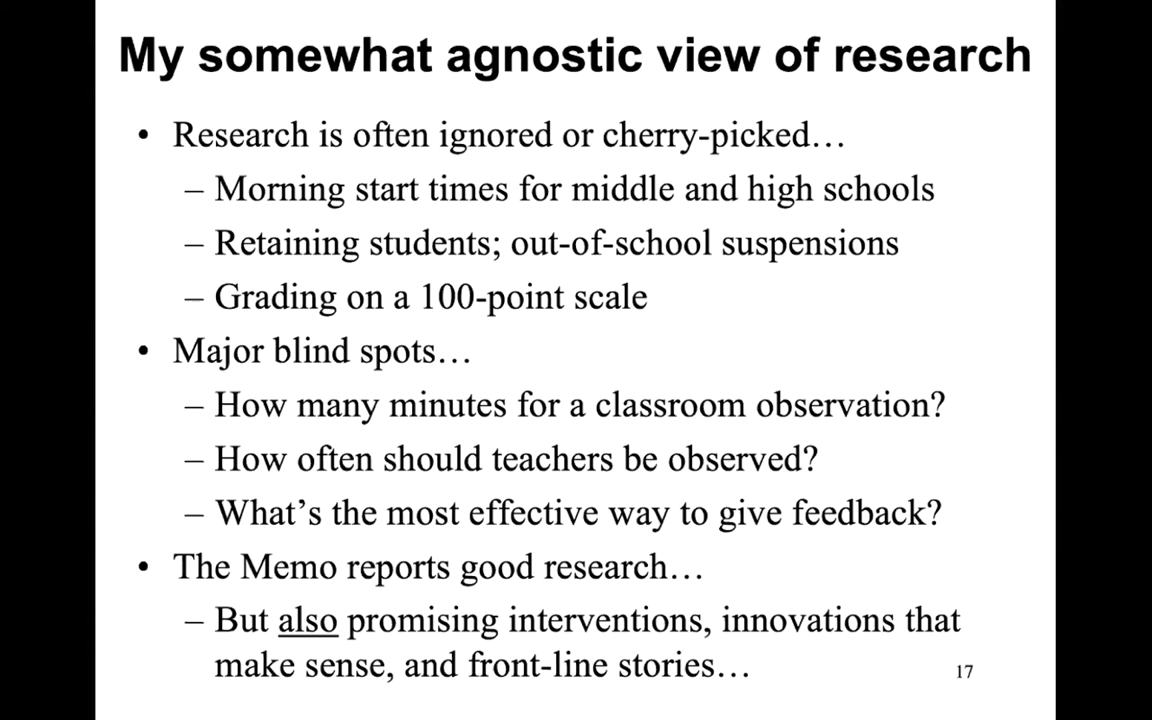 My somewhat agnostic view of research
• Research is often ignored or cherry-picked…
– Morning start times for middle and high schools
– Retaining students; out-of-school suspensions
– Grading on a 100-point scale
• Major blind spots…
– How many minutes for a classroom observation?
– How often should teachers be observed?
– What’s the most effective way to give feedback?
• The Memo reports good research…
– But also promising interventions, innovations that
make sense, and front-line stories…
17